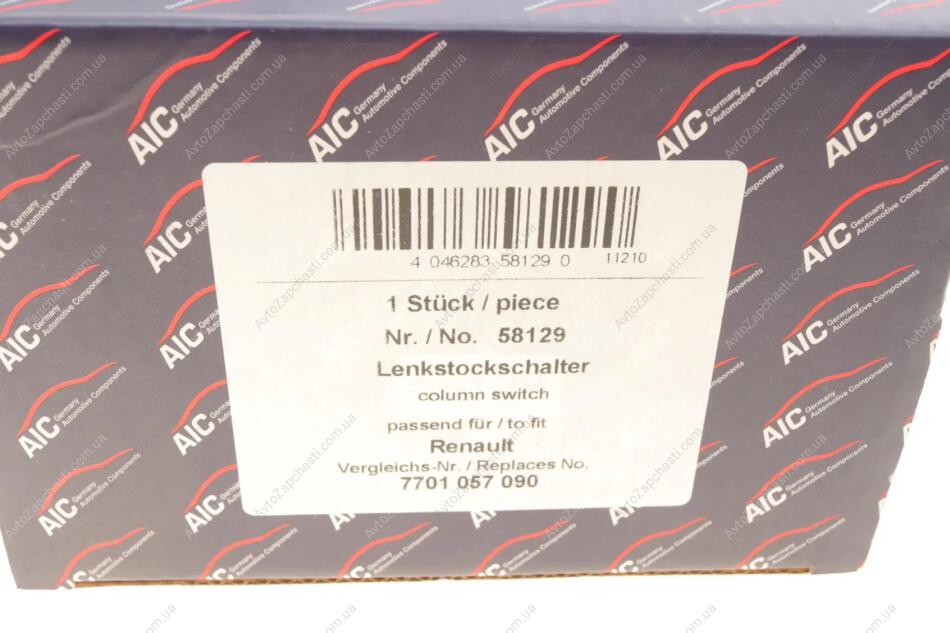 AIC Germany
Automotive Components
4 046283 58129 0 11210
1 Stück / piece
Nr. / No. 58129
Lenkstockschalter
column switch
passend für / to fit
Renault
Vergleichs-Nr. / Replaces No.
7701 057 090
AvtoZapchasti.com.ua